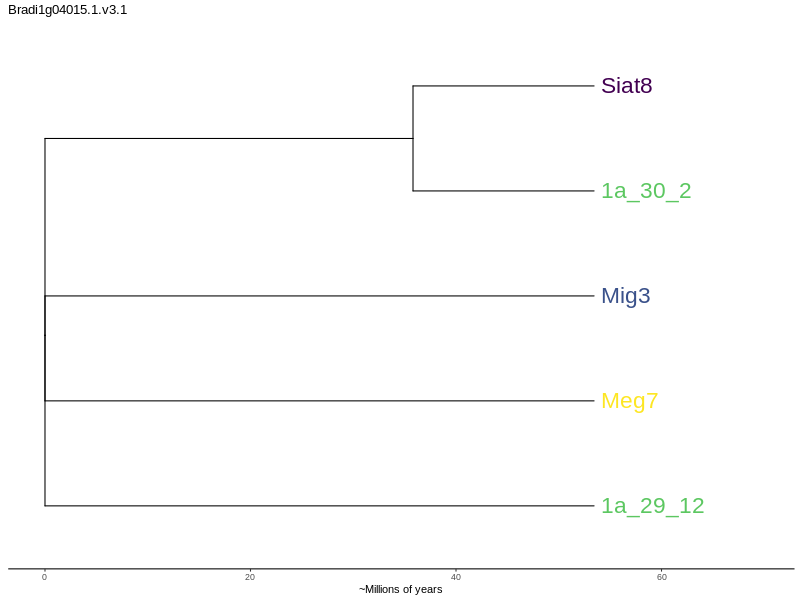 Bradi1g04015.1.v3.1
Siat8
1a_30_2
Mig3
Meg7
1a_29_12
0 20 40 60
~Millions of years